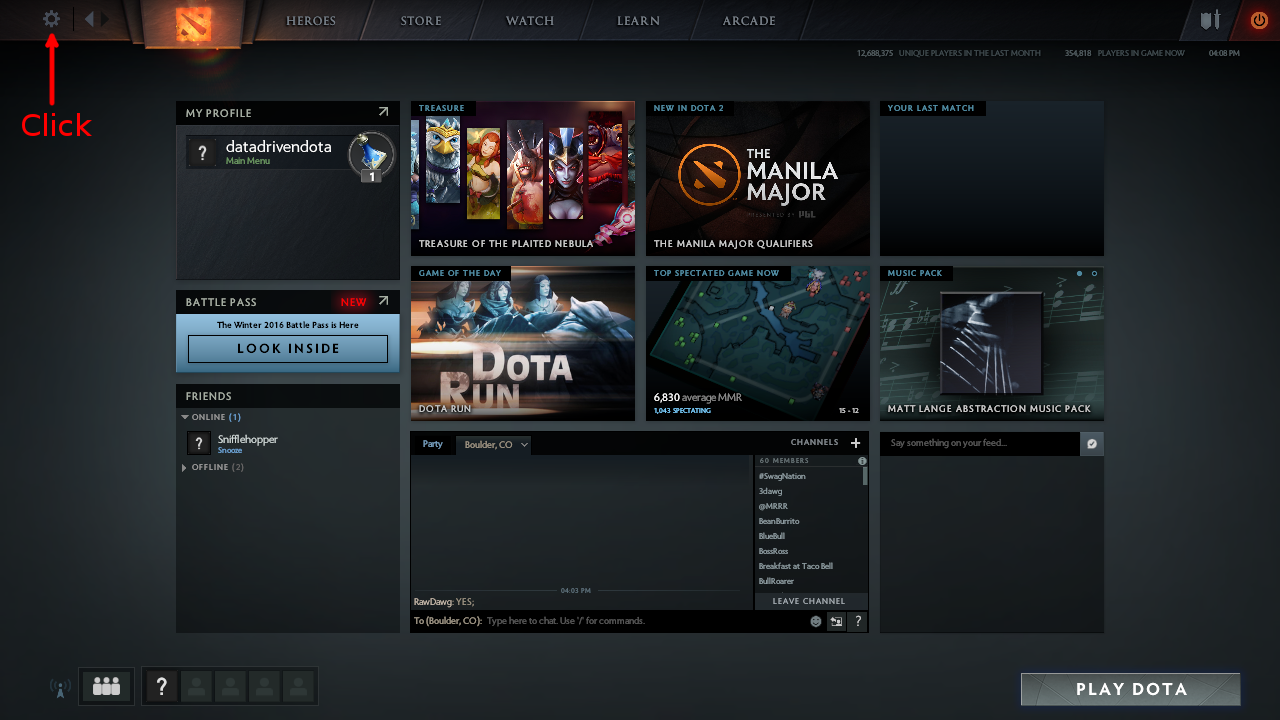 HEROES
STORE
WATCH
LEARN
ARCADE
12,688,375 UNIQUE PLAYERS IN THE LAST MONTH
354,818 PLAYERS IN GAME NOW
04:08 PM
Click
MY PROFILE
? datadrivendota
Main Menu
1
BATTLE PASS
NEW
The Winter 2016 Battle Pass is Here
LOOK INSIDE
FRIENDS
ONLINE (1)
? Snifflehopper
Snooze
OFFLINE (2)
TREASURE
TREASURE OF THE PLAITED NEBULA
NEW IN DOTA 2
THE
MANILA
MAJOR
PRESENTED BY PGL
THE MANILA MAJOR QUALIFIERS
YOUR LAST MATCH
GAME OF THE DAY
DOTA
RUN
DOTA RUN
TOP SPECTATED GAME NOW
6,830 average MMR
1,043 SPECTATING
15 - 12
MUSIC PACK
MATT LANGE ABSTRACTION MUSIC PACK
Party
Boulder, CO
CHANNELS +
60 MEMBERS
#SwagNation
3dawg
@MRRR
BeanBurrito
BlueBull
BossRoss
Breakfast at Taco Bell
BullRoarer
LEAVE CHANNEL
04:03 PM
RawDawg: YES;
To (Boulder, CO): Type here to chat. Use '/' for commands.
?
Say something on your feed...
?
PLAY DOTA